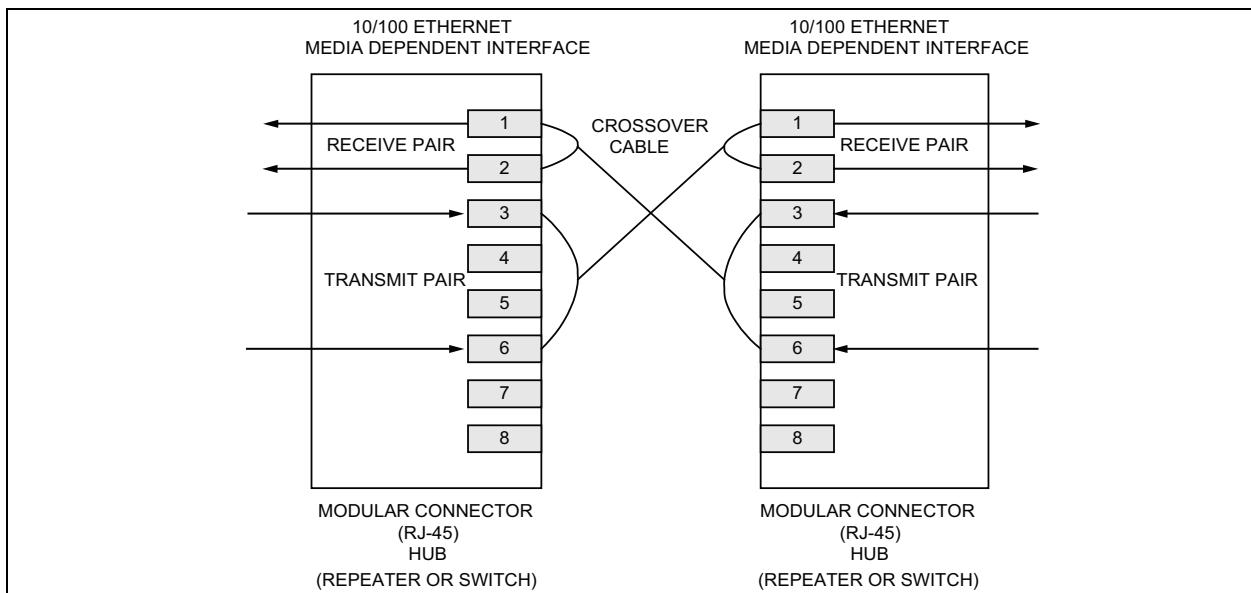 10/100 ETHERNET
MEDIA DEPENDENT INTERFACE
10/100 ETHERNET
MEDIA DEPENDENT INTERFACE
1
RECEIVE PAIR
2
3
4
TRANSMIT PAIR
5
6
7
8
CROSSOVER
CABLE
1
RECEIVE PAIR
2
3
4
TRANSMIT PAIR
5
6
7
8
MODULAR CONNECTOR
(RJ-45)
HUB
(REPEATER OR SWITCH)
MODULAR CONNECTOR
(RJ-45)
HUB
(REPEATER OR SWITCH)